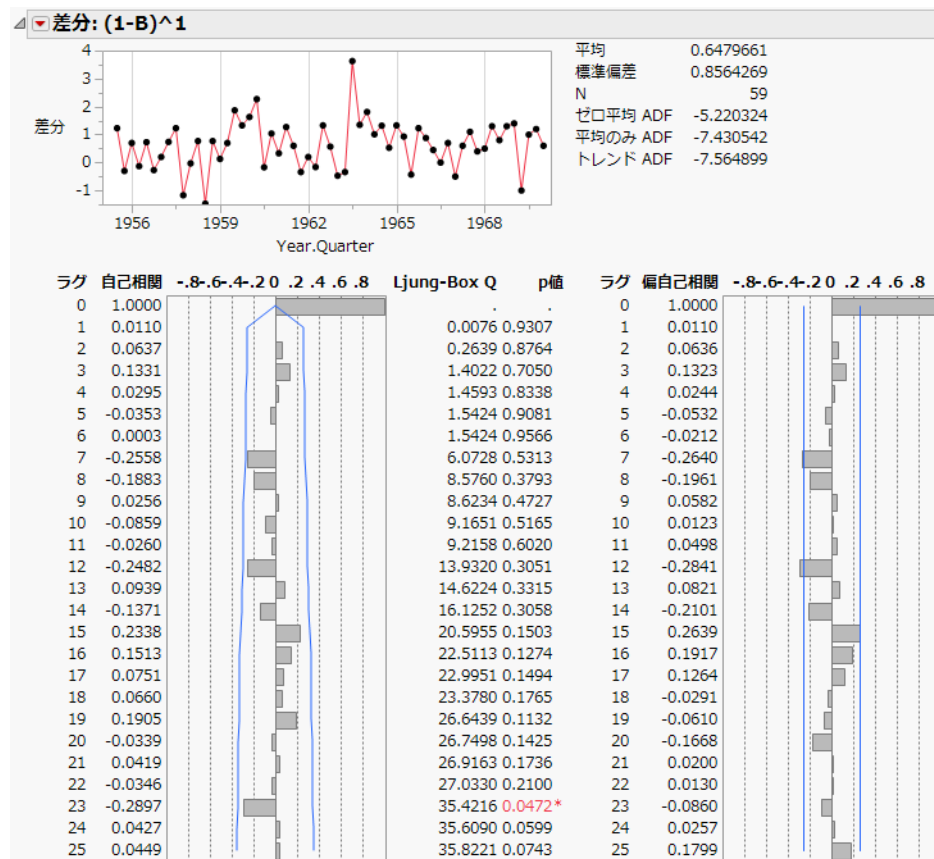 差分: (1-B)^1
4
3
2
1
0
-1
差分
1956 1959 1962 1965 1968
Year.Quarter
平均 0.6479661
標準偏差 0.8564269
N 59
ゼロ平均 ADF -5.220324
平均のみ ADF -7.430542
トレンド ADF -7.564899
ラグ 自己相関 -.8-.6-.4-.2 0 .2 .4 .6 .8 Ljung-Box Q p値 ラグ 偏自己相関 -.8-.6-.4-.2 0 .2 .4 .6 .8
0 1.0000 . . 0 1.0000
1 0.0110 0.0076 0.9307 1 0.0110
2 0.0637 0.2639 0.8764 2 0.0636
3 0.1331 1.4022 0.7050 3 0.1323
4 0.0295 1.4593 0.8338 4 0.0244
5 -0.0353 1.5424 0.9081 5 -0.0532
6 0.0003 1.5424 0.9566 6 -0.0212
7 -0.2558 6.0728 0.5313 7 -0.2640
8 -0.1883 8.5760 0.3793 8 -0.1961
9 0.0256 8.6234 0.4727 9 0.0582
10 -0.0859 9.1651 0.5165 10 0.0123
11 -0.0260 9.2158 0.6020 11 0.0498
12 -0.2482 13.9320 0.3051 12 -0.2841
13 0.0939 14.6224 0.3315 13 0.0821
14 -0.1371 16.1252 0.3058 14 -0.2101
15 0.2338 20.5955 0.1503 15 0.2639
16 0.1513 22.5113 0.1274 16 0.1917
17 0.0751 22.9951 0.1494 17 0.1264
18 0.0660 23.3780 0.1765 18 -0.0291
19 0.1905 26.6439 0.1132 19 -0.0610
20 -0.0339 26.7498 0.1425 20 -0.1668
21 0.0419 26.9163 0.1736 21 0.0200
22 -0.0346 27.0330 0.2100 22 0.0130
23 -0.2897 35.4216 0.0472* 23 -0.0860
24 0.0427 35.6090 0.0599 24 0.0257
25 0.0449 35.8221 0.0743 25 0.1799